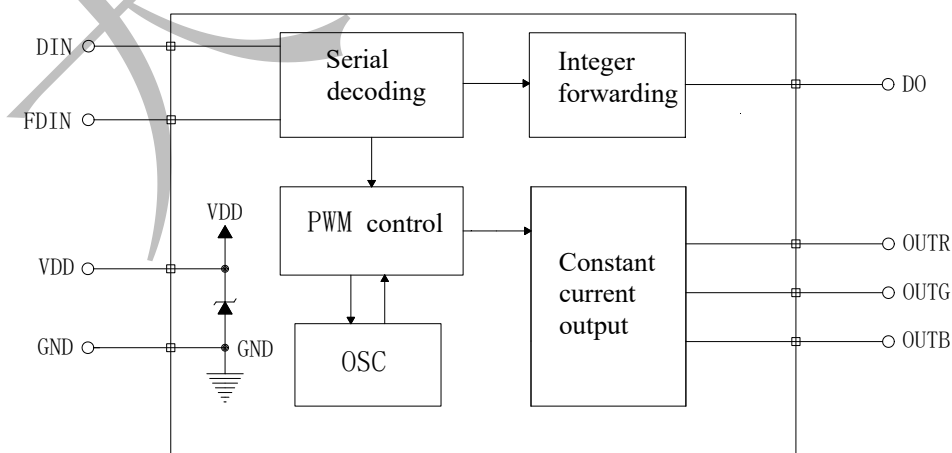 DIN
FDIN
Serial
decoding
Integer
forwarding
DO
VDD
PWM control
VDD
GND
GND
OSC
Constant
current
output
OUTR
OUTG
OUTB